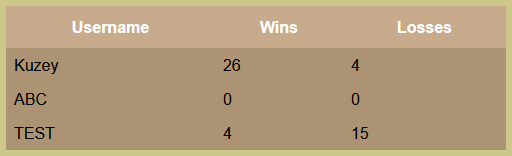 Username Wins Losses
Kuzey 26 4
ABC 0 0
TEST 4 15